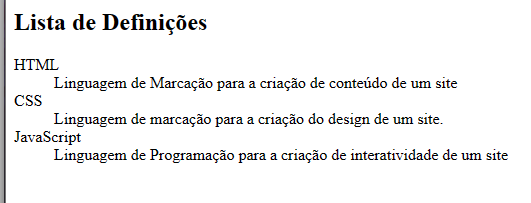 Lista de Definições
HTML
Linguagem de Marcação para a criação de conteúdo de um site
CSS
Linguagem de marcação para a criação do design de um site.
JavaScript
Linguagem de Programação para a criação de interatividade de um site